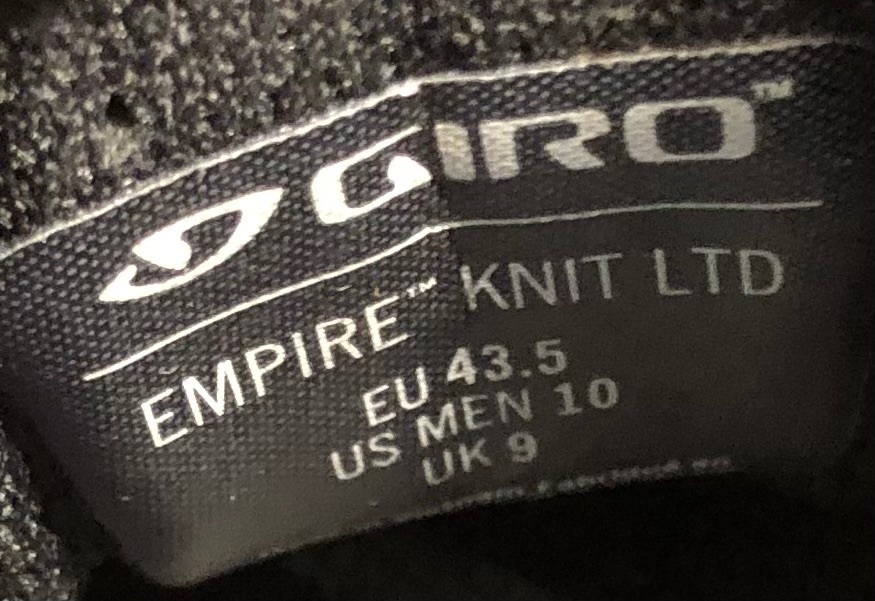 GIRO™
EMPIRE™ KNIT LTD
EU 43.5
US MEN 10
UK 9